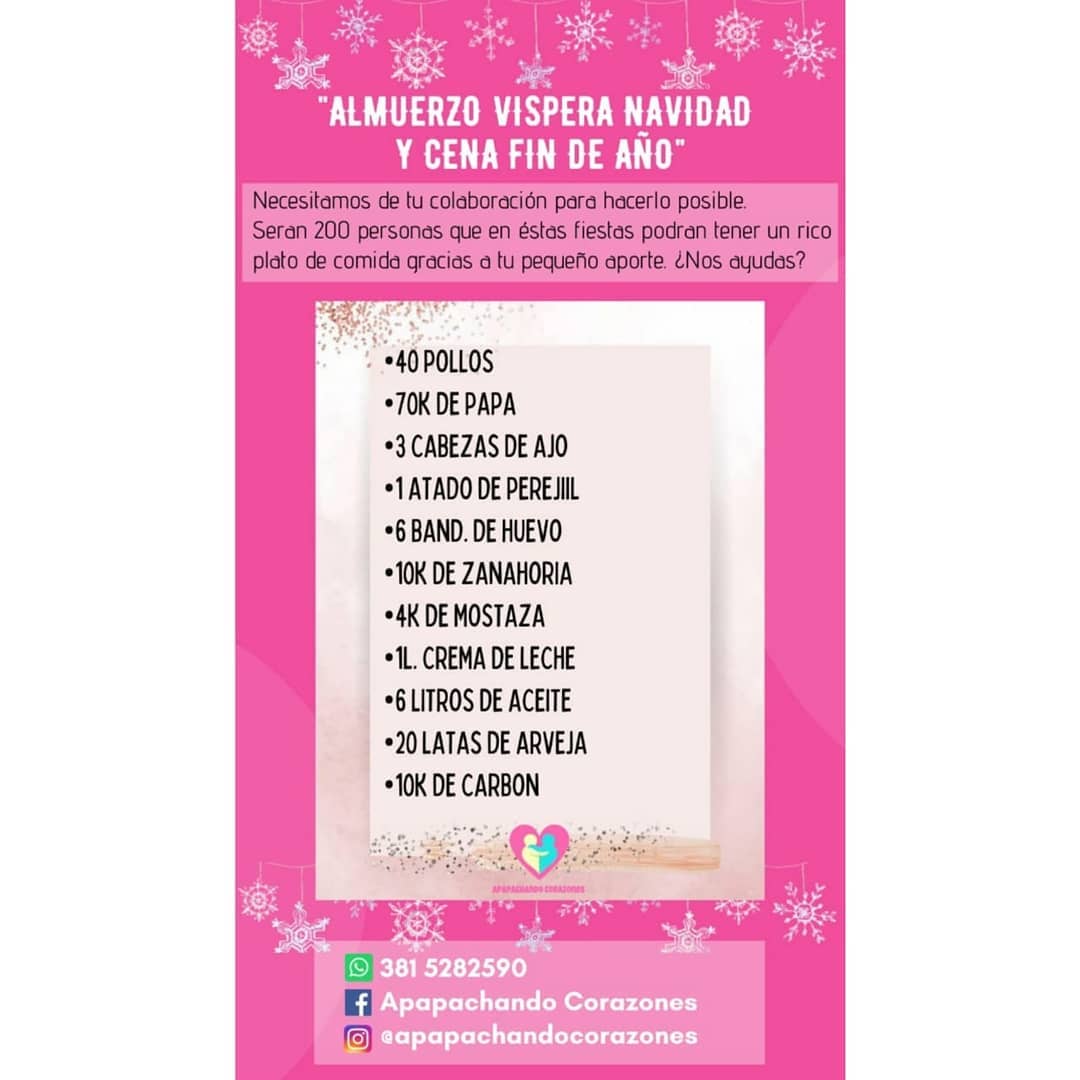 "ALMUERZO VISPERA NAVIDAD
Y CENA FIN DE AÑO"
Necesitamos de tu colaboración para hacerlo posible.
Seran 200 personas que en éstas fiestas podran tener un rico
plato de comida gracias a tu pequeño aporte. ¿Nos ayudas?
•40 POLLOS
•70K DE PAPA
•3 CABEZAS DE AJO
•1 ATADO DE PEREJIIL
•6 BAND. DE HUEVO
•10K DE ZANAHORIA
•4K DE MOSTAZA
•1L. CREMA DE LECHE
•6 LITROS DE ACEITE
•20 LATAS DE ARVEJA
•10K DE CARBON
APAPACHANDO CORAZONES
381 5282590
Apapachando Corazones
@apapachandocorazones